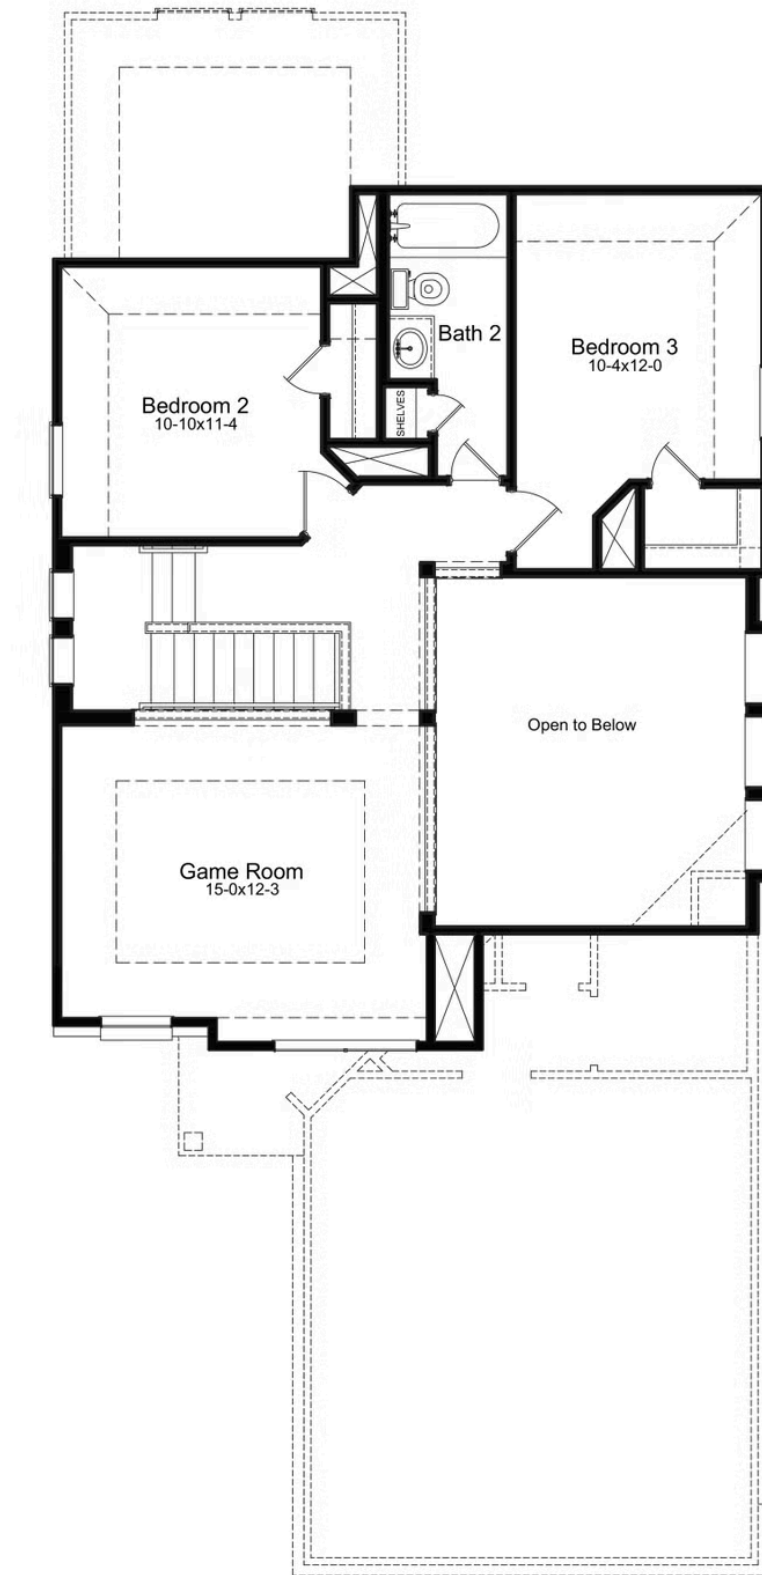 Bath 2
Bedroom 3
10-4x12-0
Bedroom 2
10-10x11-4
SHELVES
Open to Below
Game Room
15-0x12-3